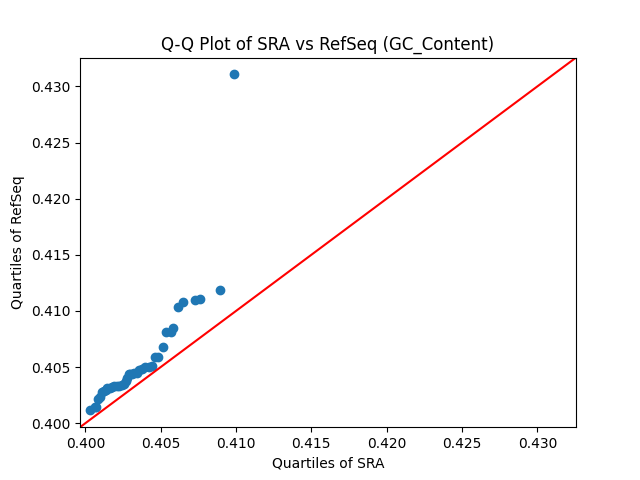 Q-Q Plot of SRA vs RefSeq (GC_Content)
Quartiles of RefSeq
0.430
0.425
0.420
0.415
0.410
0.405
0.400
0.400 0.405 0.410 0.415 0.420 0.425 0.430
Quartiles of SRA